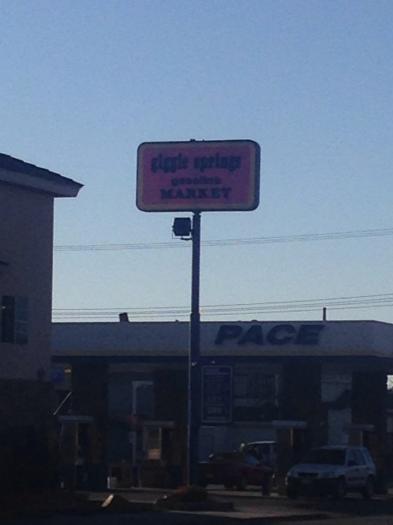 giggle springs
gasoline
MARKET
PACE